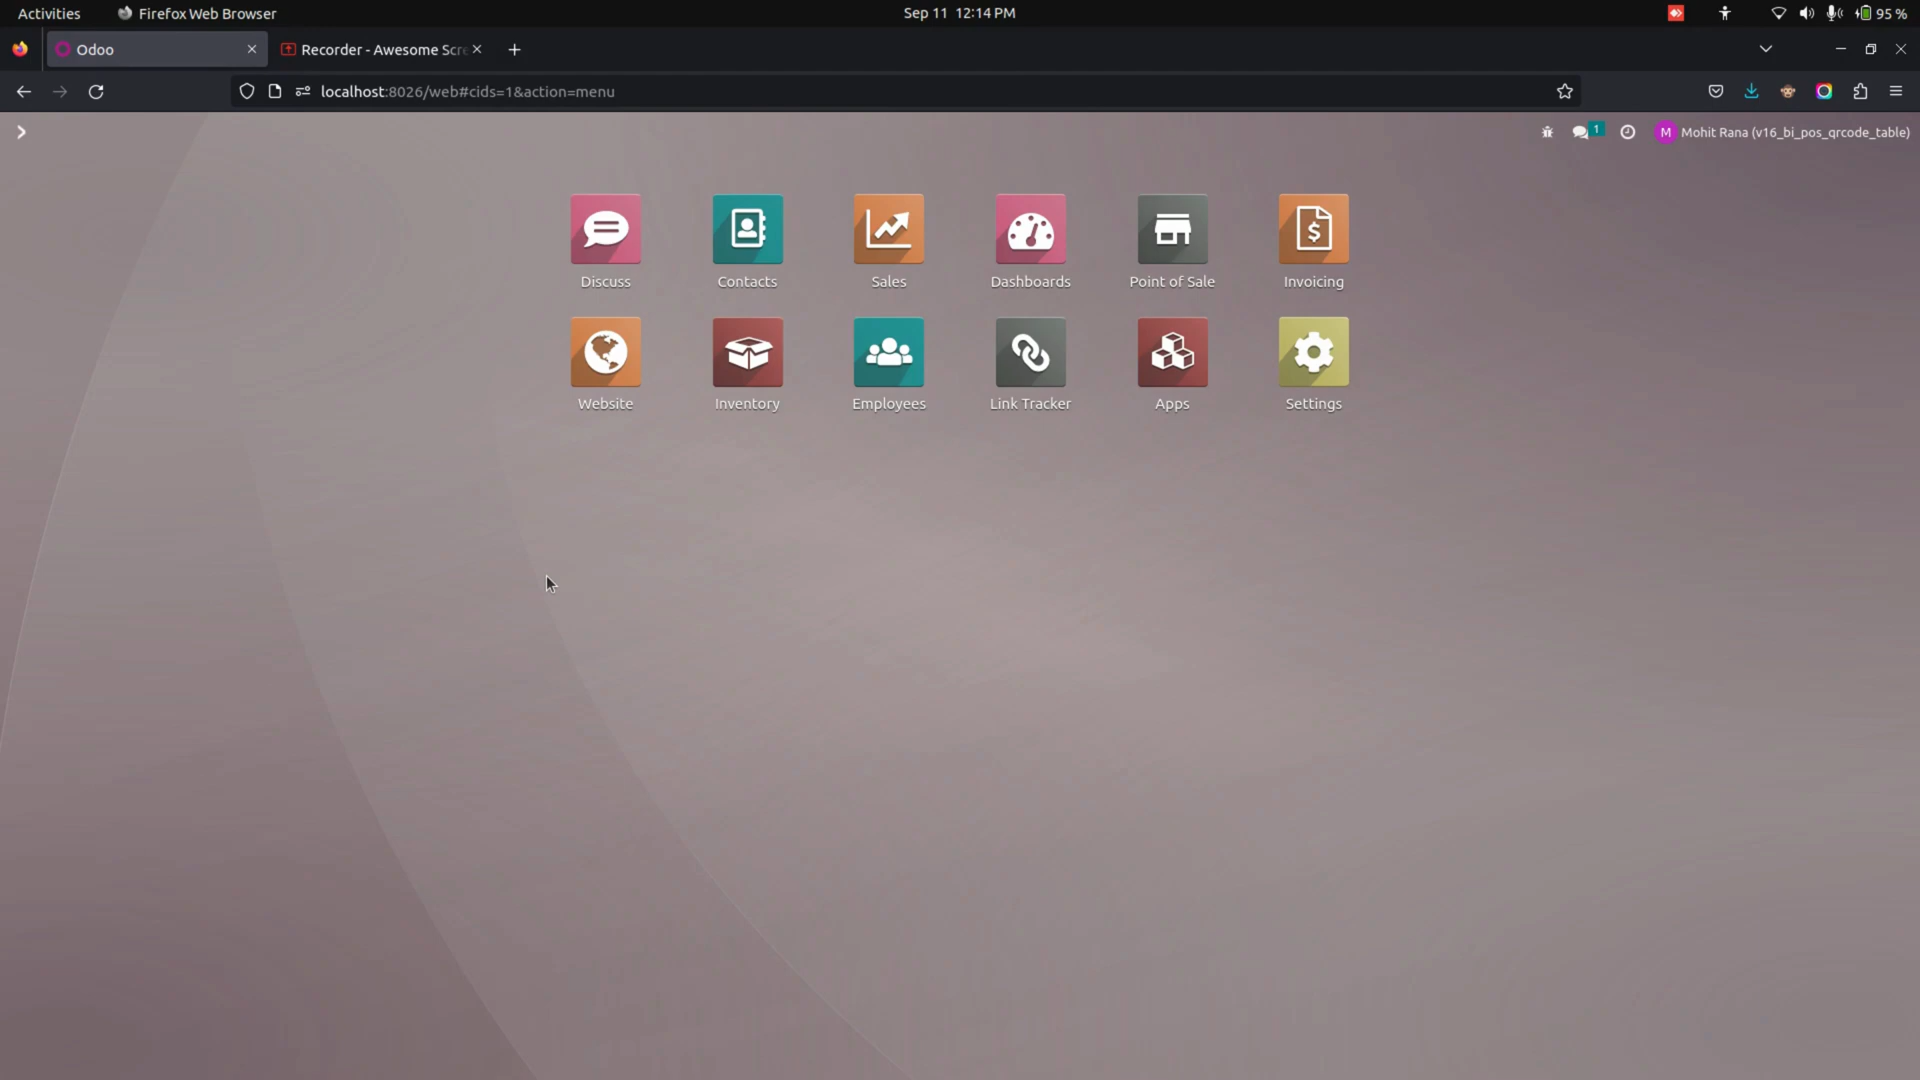 Activities Firefox Web Browser Sep 11 12:14 PM 95 %
Odoo Recorder - Awesome Scre
localhost:8026/web#cids=1&action=menu
1 M Mohit Rana (v16_bi_pos_qrcode_table)
Discuss Contacts Sales Dashboards Point of Sale Invoicing
Website Inventory Employees Link Tracker Apps Settings